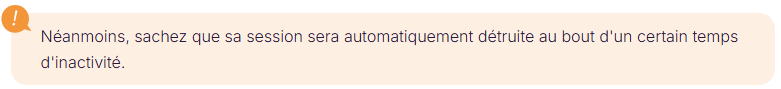 Néanmoins, sachez que sa session sera automatiquement détruite au bout d'un certain temps
d'inactivité.